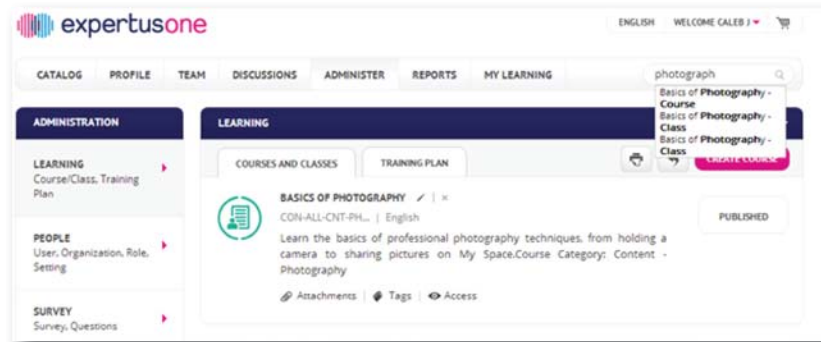 expertusone
ENGLISH WELCOME CALEB J
CATALOG PROFILE TEAM DISCUSSIONS ADMINISTER REPORTS MY LEARNING
photograph
Basics of Photography -
Course
Basics of Photography -
Class
Basics of Photography -
Class
ADMINISTRATION
LEARNING
Course/Class, Training
Plan
PEOPLE
User, Organization, Role,
Setting
SURVEY
Survey, Questions
LEARNING
COURSES AND CLASSES TRAINING PLAN
CREATE COURSE
BASICS OF PHOTOGRAPHY
CON-ALL-CNT-PH... | English
Learn the basics of professional photography techniques, from holding a
camera to sharing pictures on My Space.Course Category: Content -
Photography
Attachments | Tags | Access
PUBLISHED